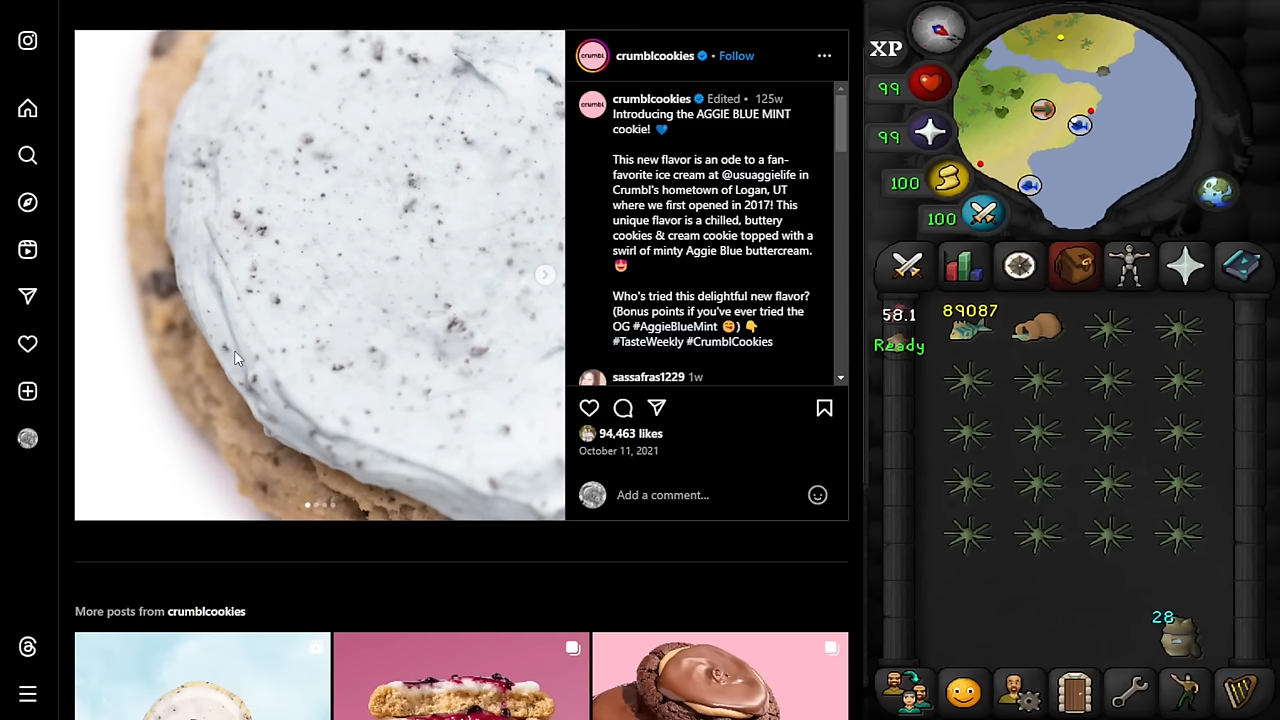 crumbl
crumblcookies • Follow
crumbl
crumblcookies Edited • 125w
Introducing the AGGIE BLUE MINT
cookie! 💙
This new flavor is an ode to a fan-
favorite ice cream at @usuaggielife in
Crumbl's hometown of Logan, UT
where we first opened in 2017! This
unique flavor is a chilled, buttery
cookies & cream cookie topped with a
swirl of minty Aggie Blue buttercream.
😍
Who's tried this delightful new flavor?
(Bonus points if you've ever tried the
OG #AggieBlueMint 😋) 👇
#TasteWeekly #CrumblCookies
sassafras1229 1w
94,463 likes
October 11, 2021
Add a comment...
More posts from crumblcookies
XP
99
99
100
100
58.1
Ready
89087
28